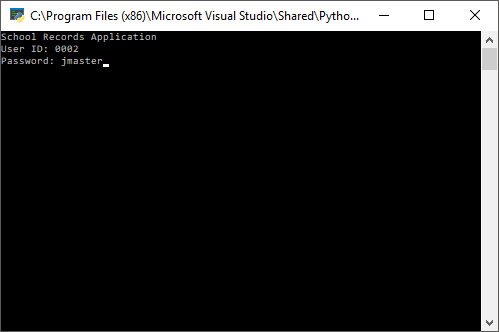 C:\Program Files (x86)\Microsoft Visual Studio\Shared\Pytho...
School Records Application
User ID: 0002
Password: jmaster